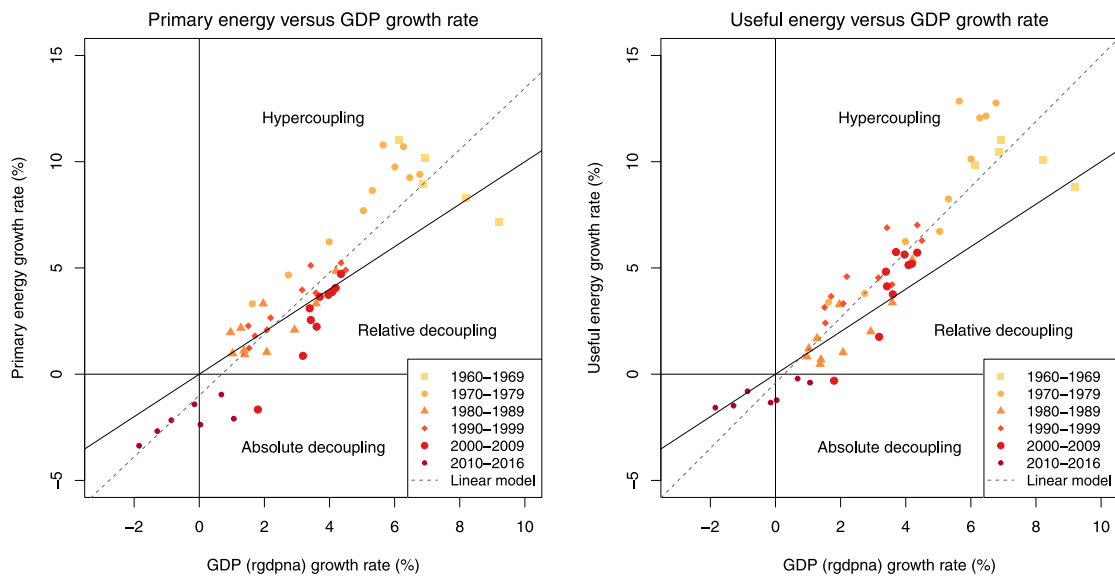 Primary energy versus GDP growth rate
Primary energy growth rate (%)
15
10
5
0
−5
Hypercoupling
Relative decoupling
Absolute decoupling
1960−1969
1970−1979
1980−1989
1990−1999
2000−2009
2010−2016
Linear model
−2 0 2 4 6 8 10
GDP (rgdpna) growth rate (%)
Useful energy versus GDP growth rate
Useful energy growth rate (%)
15
10
5
0
−5
Hypercoupling
Relative decoupling
Absolute decoupling
1960−1969
1970−1979
1980−1989
1990−1999
2000−2009
2010−2016
Linear model
−2 0 2 4 6 8 10
GDP (rgdpna) growth rate (%)